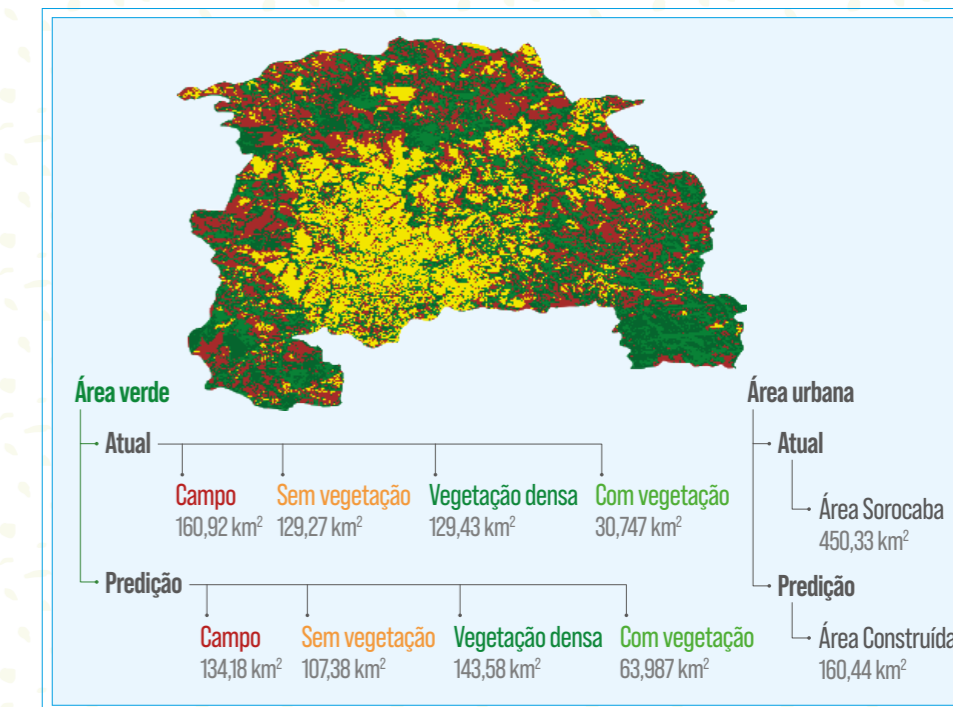 Área verde
Atual
Campo
160,92 km²
Sem vegetação
129,27 km²
Vegetação densa
129,43 km²
Com vegetação
30,747 km²
Predição
Campo
134,18 km²
Sem vegetação
107,38 km²
Vegetação densa
143,58 km²
Com vegetação
63,987 km²
Área urbana
Atual
Área Sorocaba
450,33 km²
Predição
Área Construída
160,44 km²